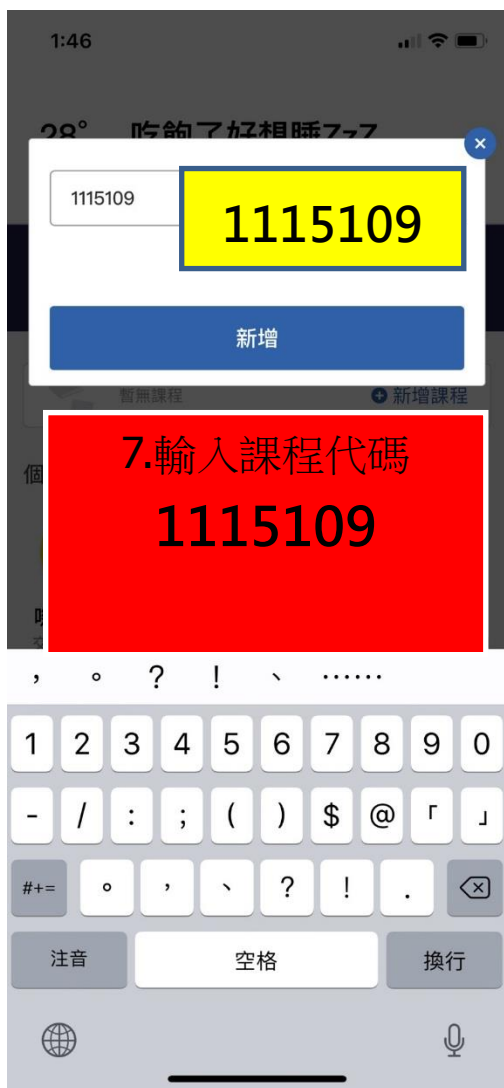 1:46
28° 吃飽了好想睡ZzZ
1115109
1115109
新增
暫無課程
新增課程
7.輸入課程代碼
1115109
個
， 。 ? ! 、 ……
1 2 3 4 5 6 7 8 9 0
- / : ; ( ) $ @ 「 」
#+= 。 ， 、 ? ! .
注音 空格 換行